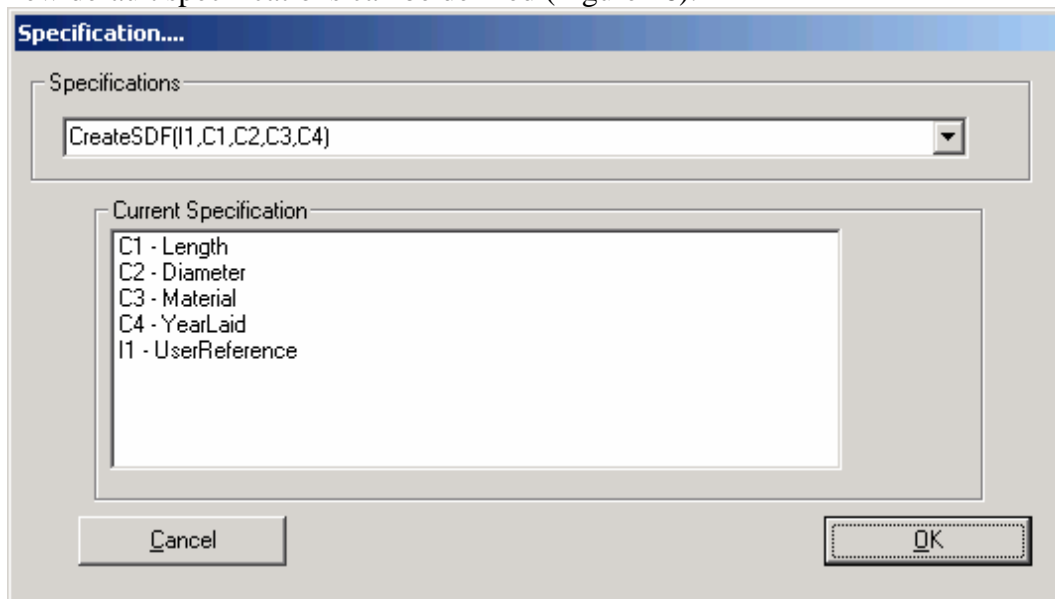 Specification....
Specifications
CreateSDF(I1,C1,C2,C3,C4)
Current Specification
C1 - Length
C2 - Diameter
C3 - Material
C4 - YearLaid
I1 - UserReference
Cancel
OK